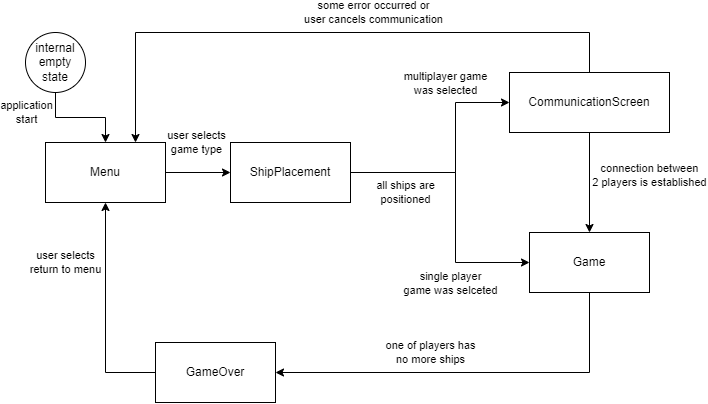 some error occurred or
user cancels communication
internal
empty
state
application
start
multiplayer game
was selected
CommunicationScreen
user selects
game type
Menu
ShipPlacement
all ships are
positioned
connection between
2 players is established
user selects
return to menu
single player
game was selceted
Game
one of players has
no more ships
GameOver